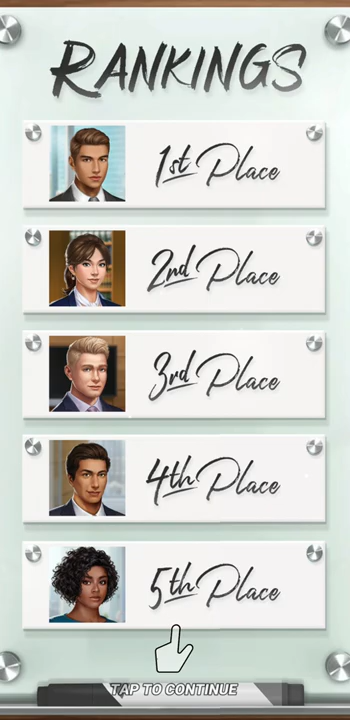 RANKINGS
1st Place
2nd Place
3rd Place
4th Place
5th Place
TAP TO CONTINUE